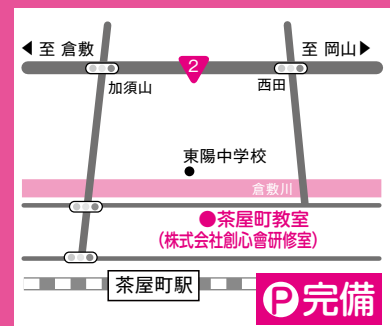 ◀ 至 倉敷
至 岡山▶
2
加須山
西田
東陽中学校
倉敷川
●茶屋町教室
(株式会社創心會研修室)
茶屋町駅
Ⓟ完備